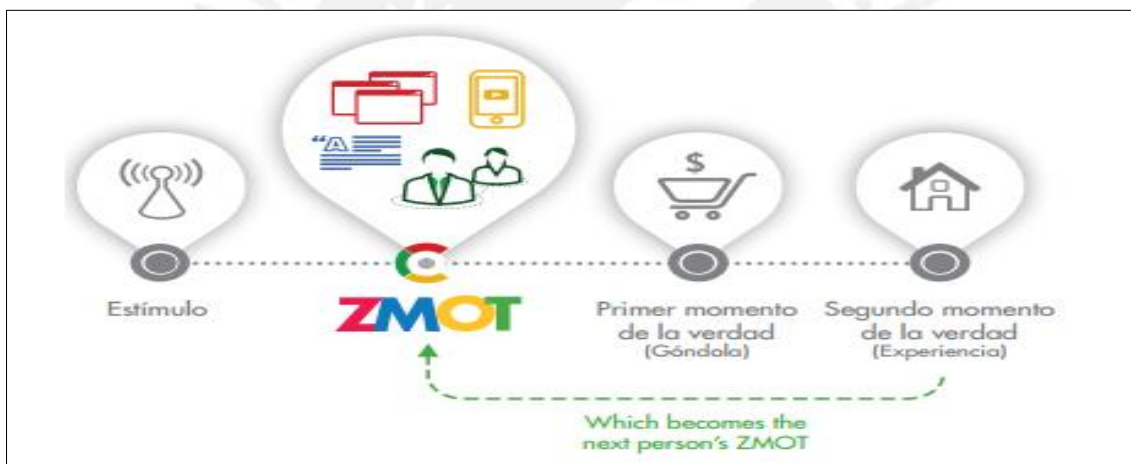 $
“A
Estímulo
ZMOT
Primer momento
de la verdad
(Góndola)
Segundo momento
de la verdad
(Experiencia)
Which becomes the
next person's ZMOT